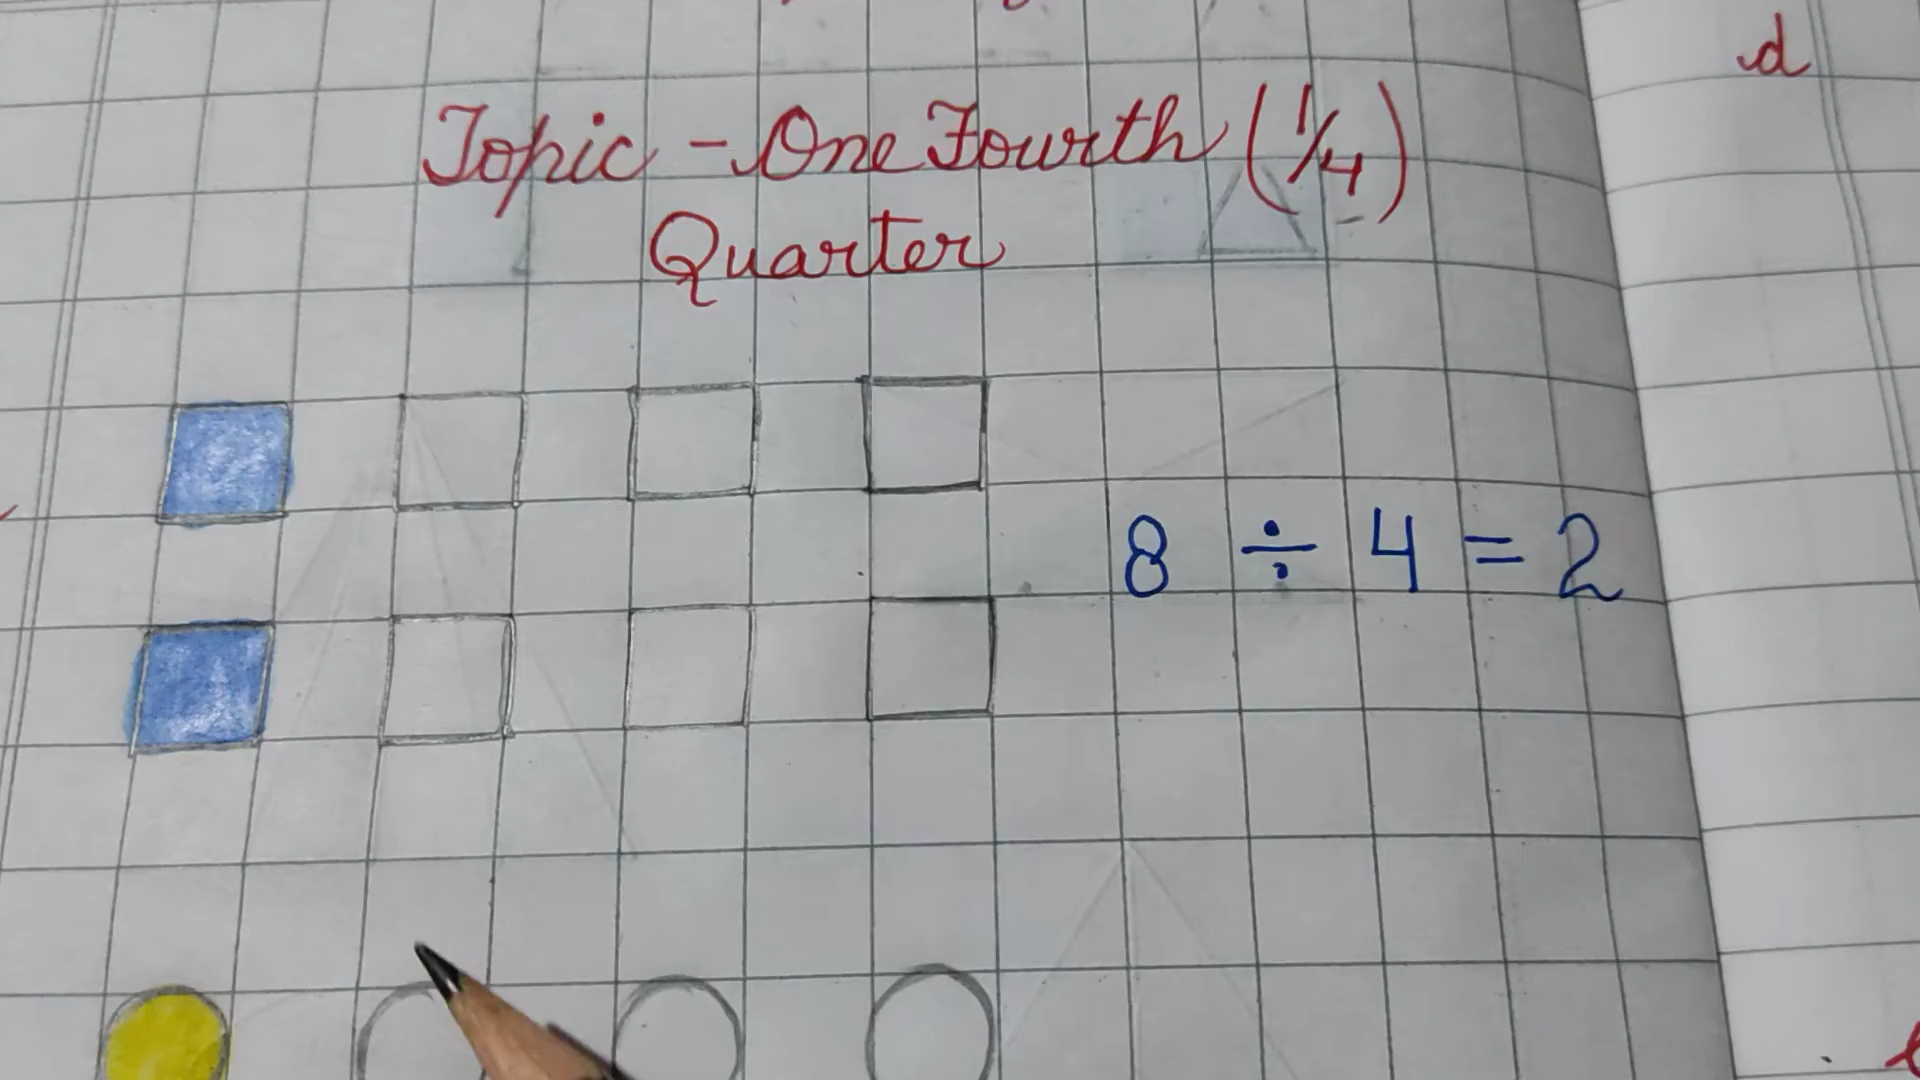 d
Topic - One Fourth (1/4)
Quarter
8 ÷ 4 = 2